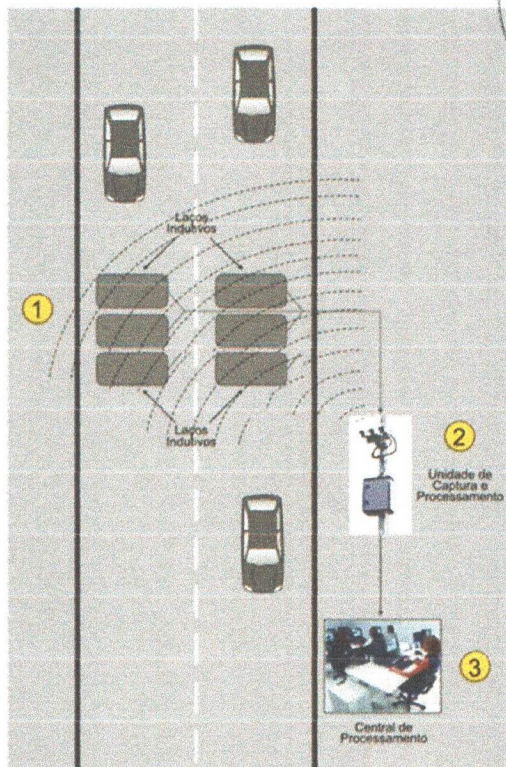 Laços
Indutivos
1
Laços
Indutivos
2
Unidade de
Captura e
Processamento
3
Central de
Processamento